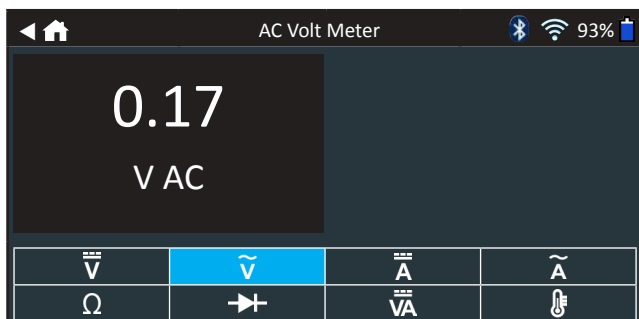 AC Volt Meter 93%
0.17
V AC
V V A A
Ω VA